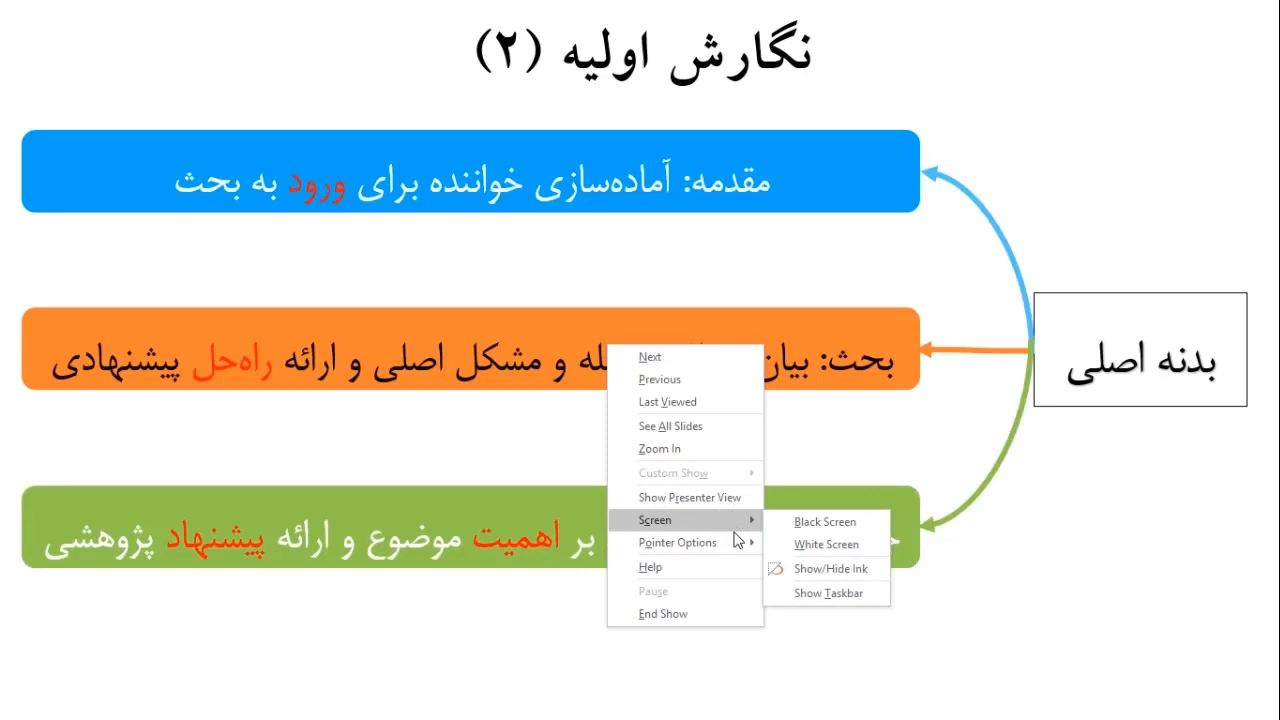 نگارش اولیه (۲)
مقدمه: آماده‌سازی خواننده برای ورود به بحث
بحث: بیان و مشکل اصلی و ارائه راه‌حل پیشنهادی
بدنه اصلی
بر اهمیت موضوع و ارائه پیشنهاد پژوهشی
Next
Previous
Last Viewed
See All Slides
Zoom In
Custom Show
Show Presenter View
Screen
Pointer Options
Help
Pause
End Show
Black Screen
White Screen
Show/Hide Ink
Show Taskbar